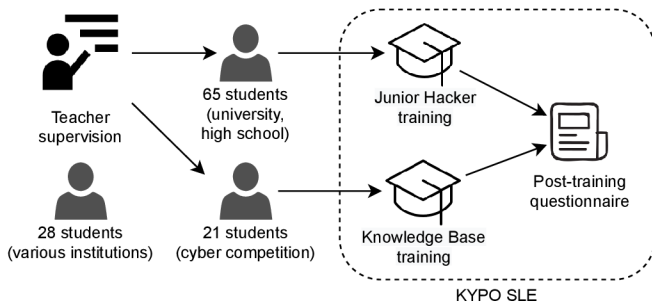 Teacher
supervision
65 students
(university,
high school)
Junior Hacker
training
Post-training
questionnaire
28 students
(various institutions)
21 students
(cyber competition)
Knowledge Base
training
KYPO SLE